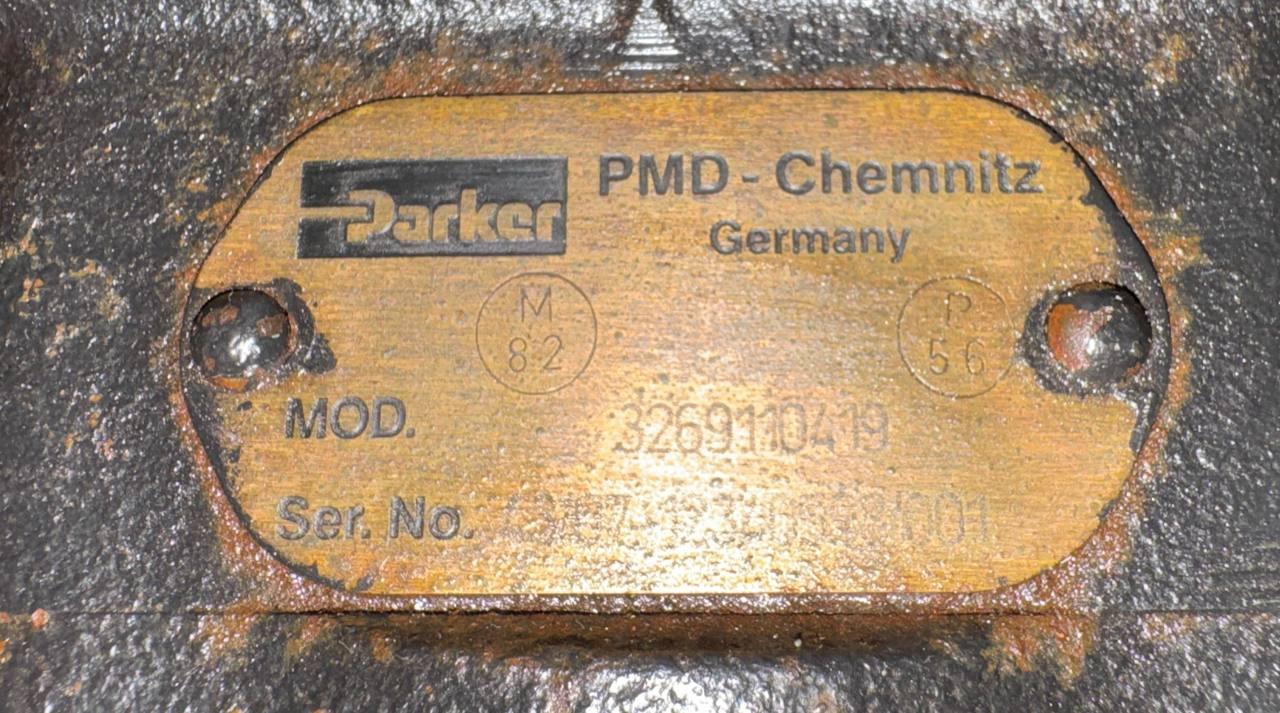 Parker
PMD - Chemnitz
Germany
M
82
P
56
MOD. 3269110419
Ser. No.